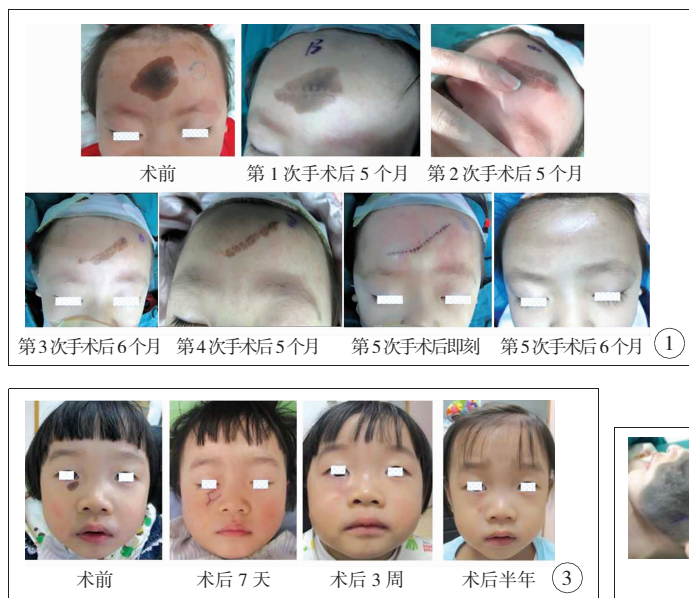 术前 第1次手术后5个月 第2次手术后5个月
第3次手术后6个月 第4次手术后5个月 第5次手术后即刻 第5次手术后6个月 ①
术前 术后7天 术后3周 术后半年 ③